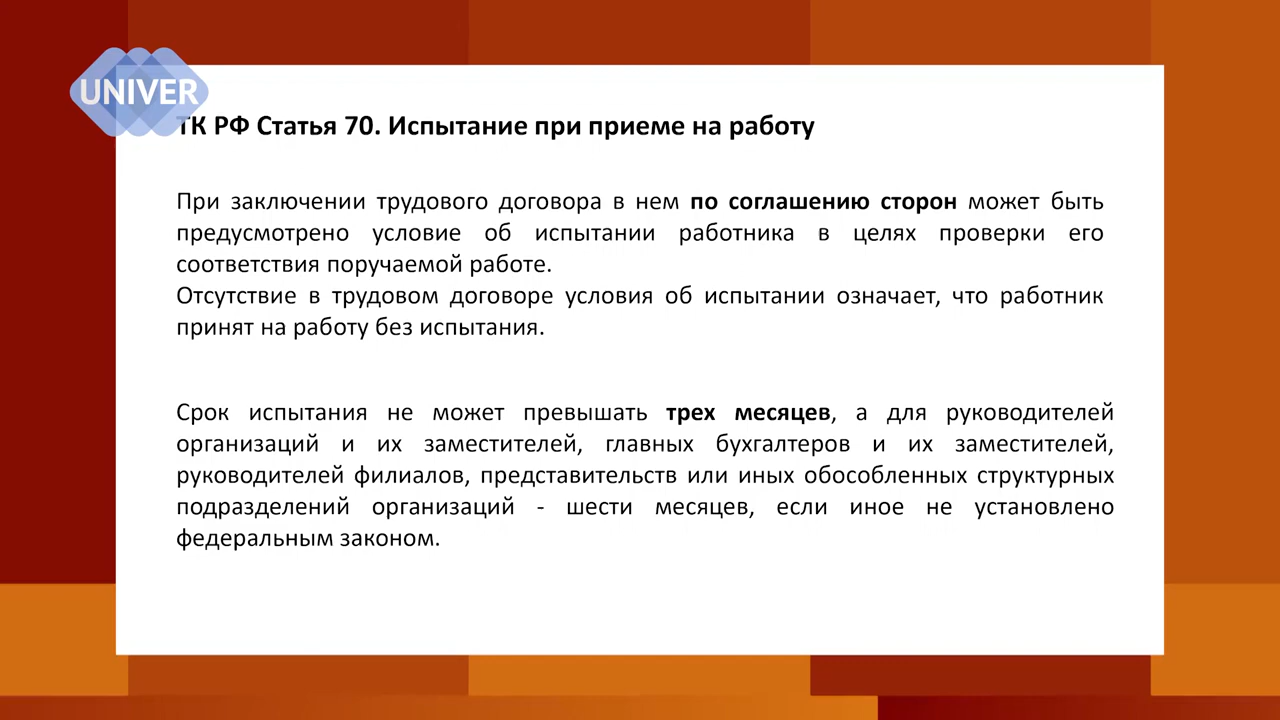 UNIVER
ТК РФ Статья 70. Испытание при приеме на работу
При заключении трудового договора в нем по соглашению сторон может быть
предусмотрено условие об испытании работника в целях проверки его
соответствия поручаемой работе.
Отсутствие в трудовом договоре условия об испытании означает, что работник
принят на работу без испытания.
Срок испытания не может превышать трех месяцев, а для руководителей
организаций и их заместителей, главных бухгалтеров и их заместителей,
руководителей филиалов, представительств или иных обособленных структурных
подразделений организаций - шести месяцев, если иное не установлено
федеральным законом.